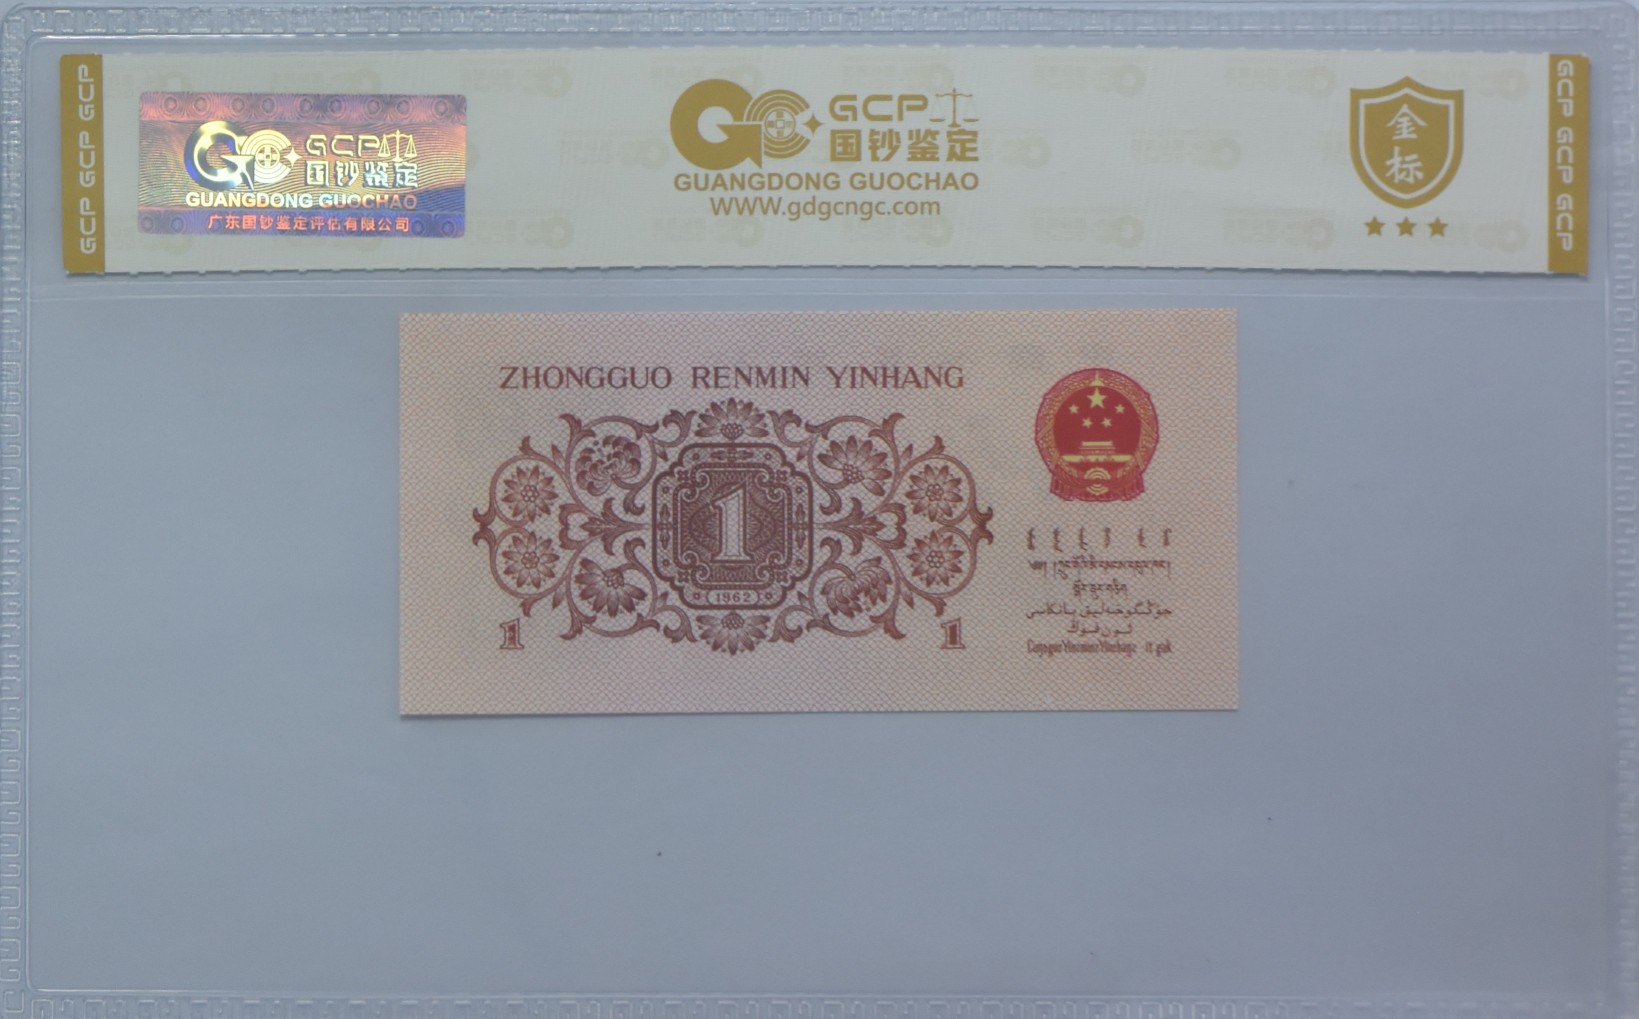 GCP GCP GCP
GCP
国钞鉴定
GUANGDONG GUOCHAO
广东国钞鉴定评估有限公司
GCP
国钞鉴定
GUANGDONG GUOCHAO
WWW.gdgcngc.com
金
标
GCP GCP GCP
ZHONGGUO RENMIN YINHANG
1
(1962)
1
1